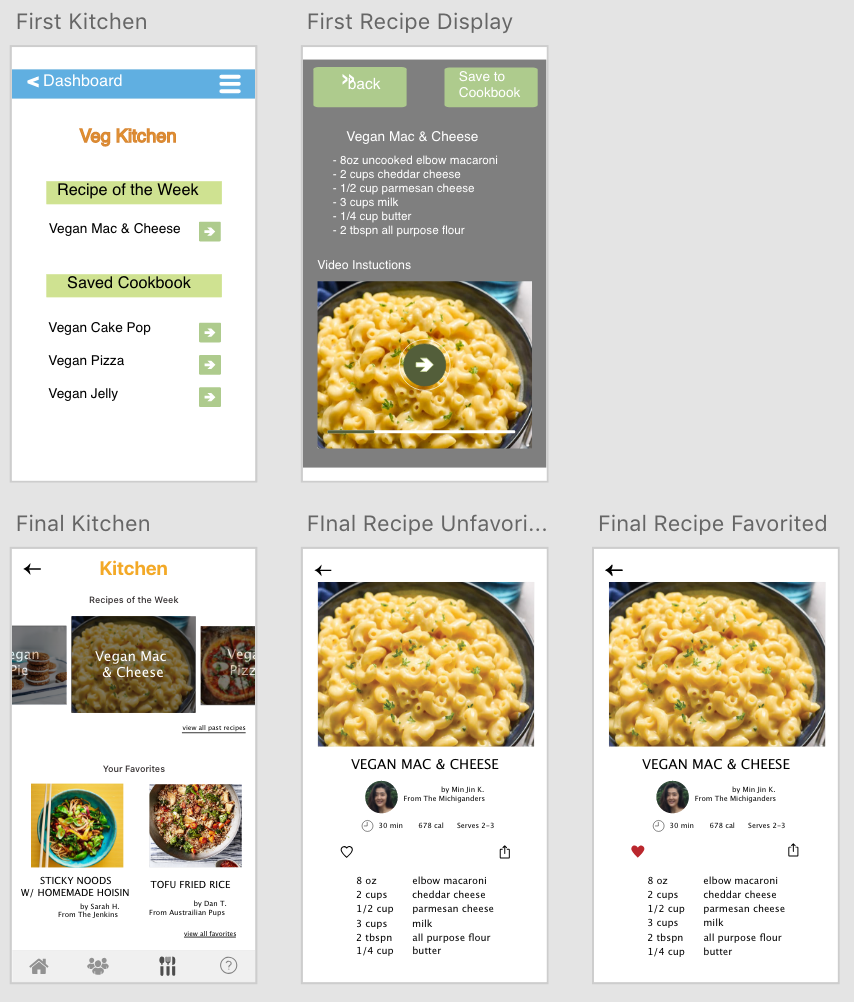 First Kitchen
First Recipe Display
< Dashboard
Veg Kitchen
Recipe of the Week
Vegan Mac & Cheese
Saved Cookbook
Vegan Cake Pop
Vegan Pizza
Vegan Jelly
back
Save to
Cookbook
Vegan Mac & Cheese
- 8oz uncooked elbow macaroni
- 2 cups cheddar cheese
- 1/2 cup parmesan cheese
- 3 cups milk
- 1/4 cup butter
- 2 tbspn all purpose flour
Video Instuctions
Final Kitchen
FInal Recipe Unfavori...
Final Recipe Favorited
Kitchen
Recipes of the Week
egan
Pie
Vegan Mac
& Cheese
Vega
Pizz
view all past recipes
Your Favorites
STICKY NOODS
W/ HOMEMADE HOISIN
by Sarah H.
From The Jenkins
TOFU FRIED RICE
by Dan T.
From Austrailian Pups
view all favorites
?
VEGAN MAC & CHEESE
by Min Jin K.
From The Michiganders
30 min 678 cal Serves 2-3
8 oz elbow macaroni
2 cups cheddar cheese
1/2 cup parmesan cheese
3 cups milk
2 tbspn all purpose flour
1/4 cup butter
VEGAN MAC & CHEESE
by Min Jin K.
From The Michiganders
30 min 678 cal Serves 2-3
8 oz elbow macaroni
2 cups cheddar cheese
1/2 cup parmesan cheese
3 cups milk
2 tbspn all purpose flour
1/4 cup butter